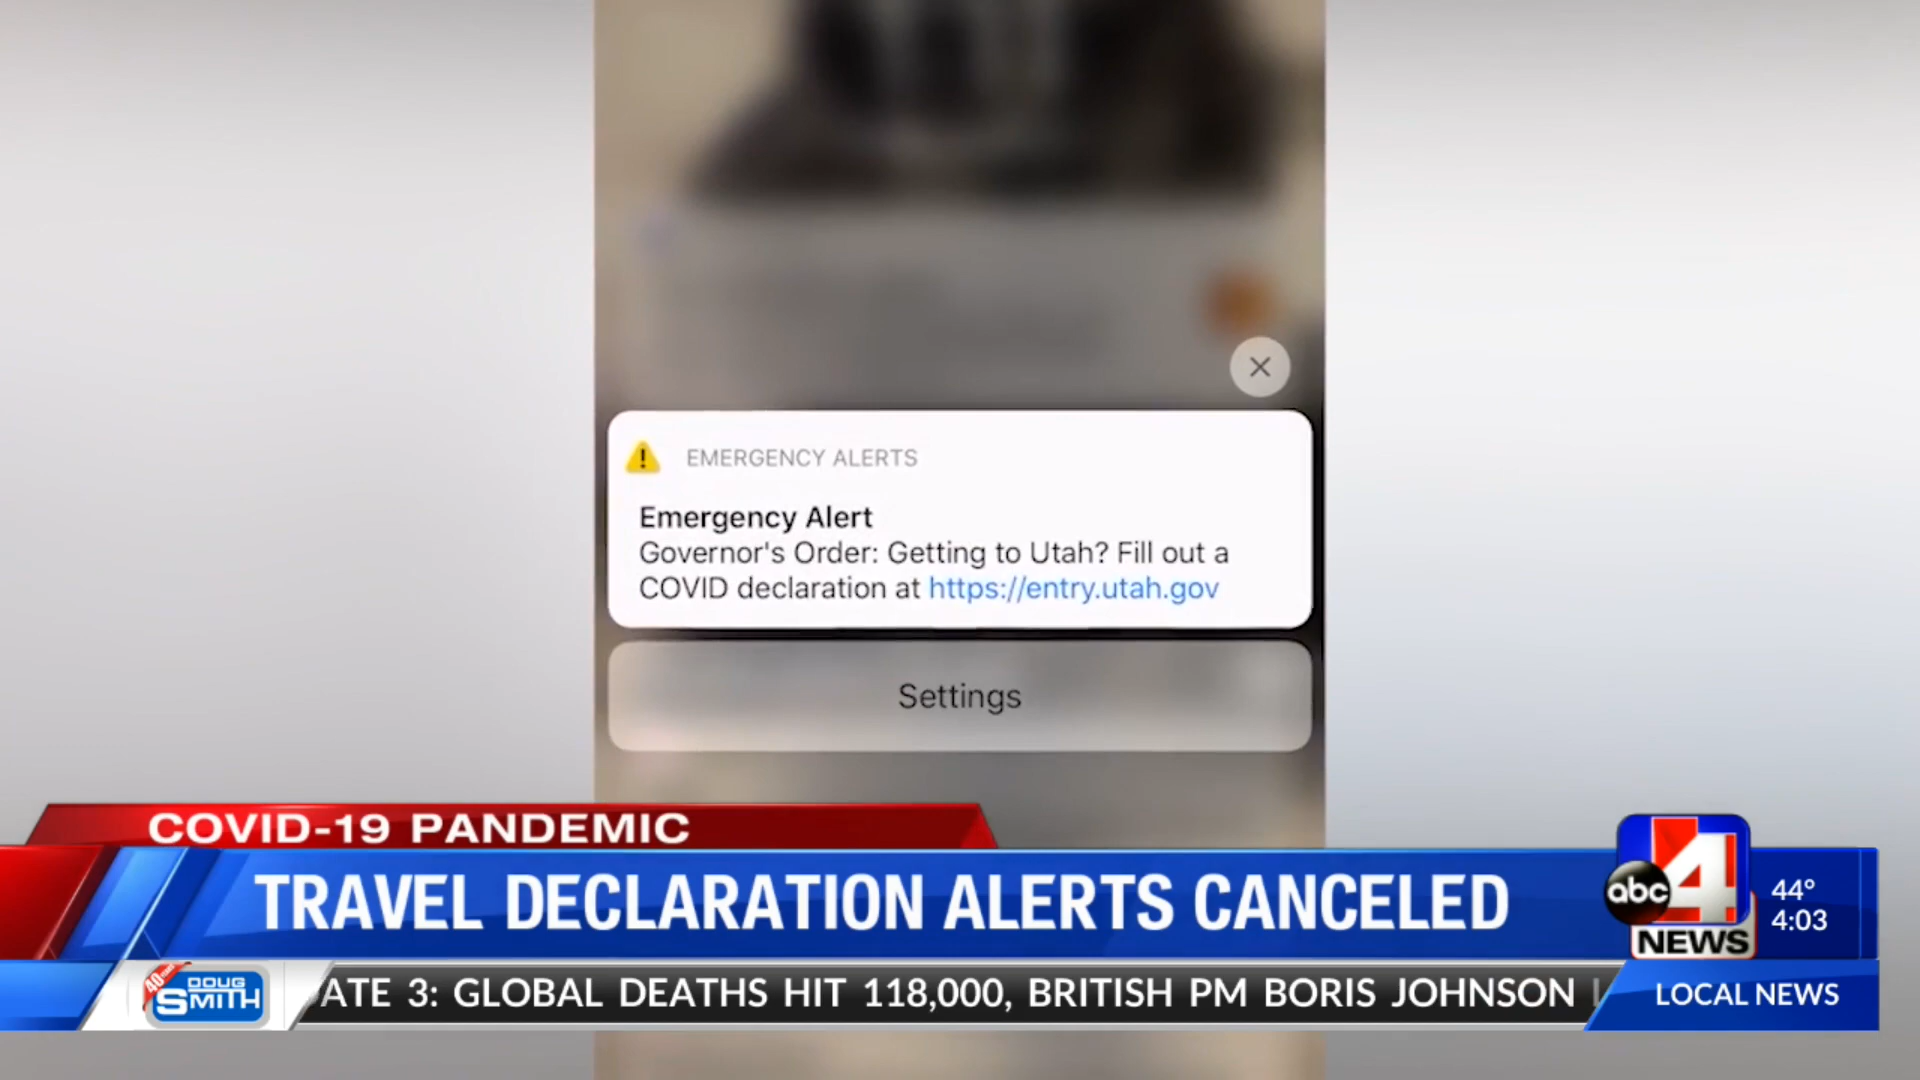 EMERGENCY ALERTS
Emergency Alert
Governor's Order: Getting to Utah? Fill out a
COVID declaration at https://entry.utah.gov
Settings
COVID-19 PANDEMIC
TRAVEL DECLARATION ALERTS CANCELED
abc 4
NEWS
44°
4:03
40
DOUG
SMITH
ATE 3: GLOBAL DEATHS HIT 118,000, BRITISH PM BORIS JOHNSON
LOCAL NEWS